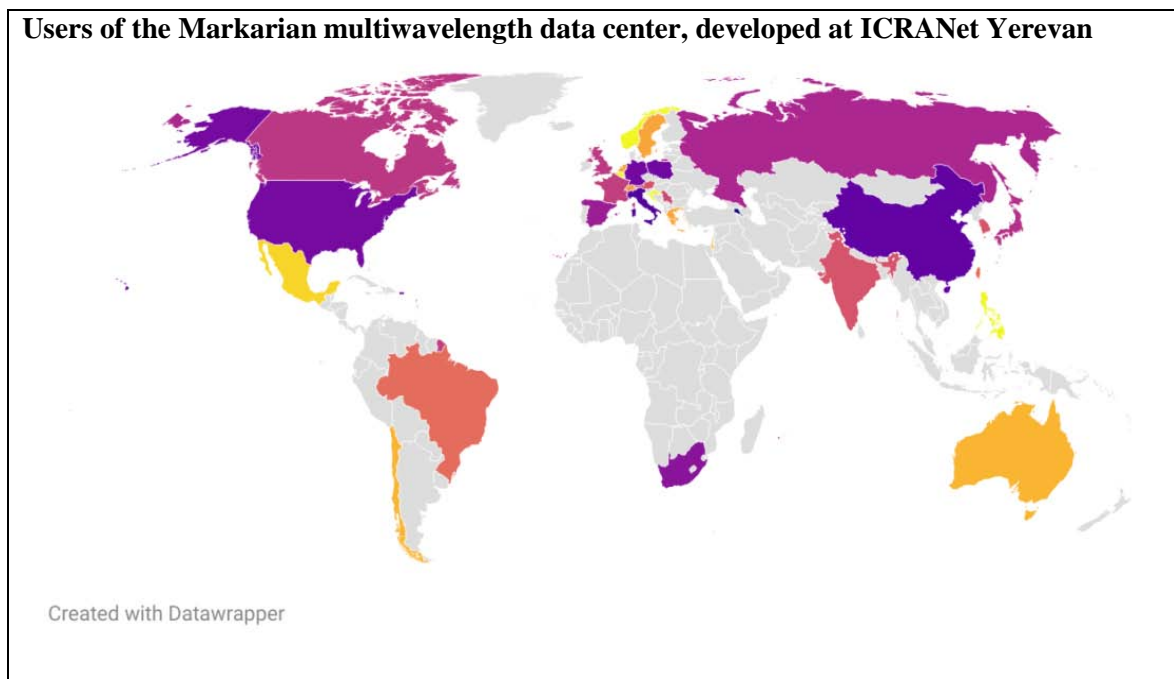 Users of the Markarian multiwavelength data center, developed at ICRANet Yerevan
Created with Datawrapper